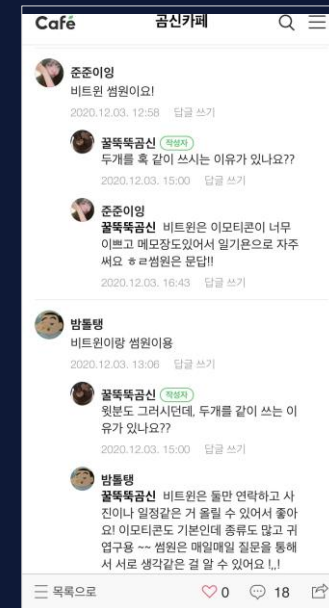 Café
곰신카페
준준이잉
비트윈 썸원이요!
2020.12.03. 12:58 답글 쓰기
꿀뚝뚝곰신 작성자
두개를 혹 같이 쓰시는 이유가 있나요??
2020.12.03. 15:00 답글 쓰기
준준이잉
꿀뚝뚝곰신 비트윈은 이모티콘이 너무
이쁘고 메모장도있어서 일기욘으로 자주
써요 ㅎㄹ썸원은 문답!!
2020.12.03. 16:43 답글 쓰기
밤톨탱
비트윈이랑 썸원이용
2020.12.03. 13:06 답글 쓰기
꿀뚝뚝곰신 작성자
윗분도 그러시던데, 두개를 같이 쓰는 이
유가 있나요??
2020.12.03. 15:00 답글 쓰기
밤톨탱
꿀뚝뚝곰신 비트윈은 둘만 연락하고 사
진이나 일정같은 거 올릴 수 있어서 좋아
요! 이모티콘도 기본인데 종류도 많고 귀
엽구용 ~~ 썸원은 매일매일 질문을 통해
서 서로 생각같은 걸 알 수 있어요 !,,!
목록으로
0
18